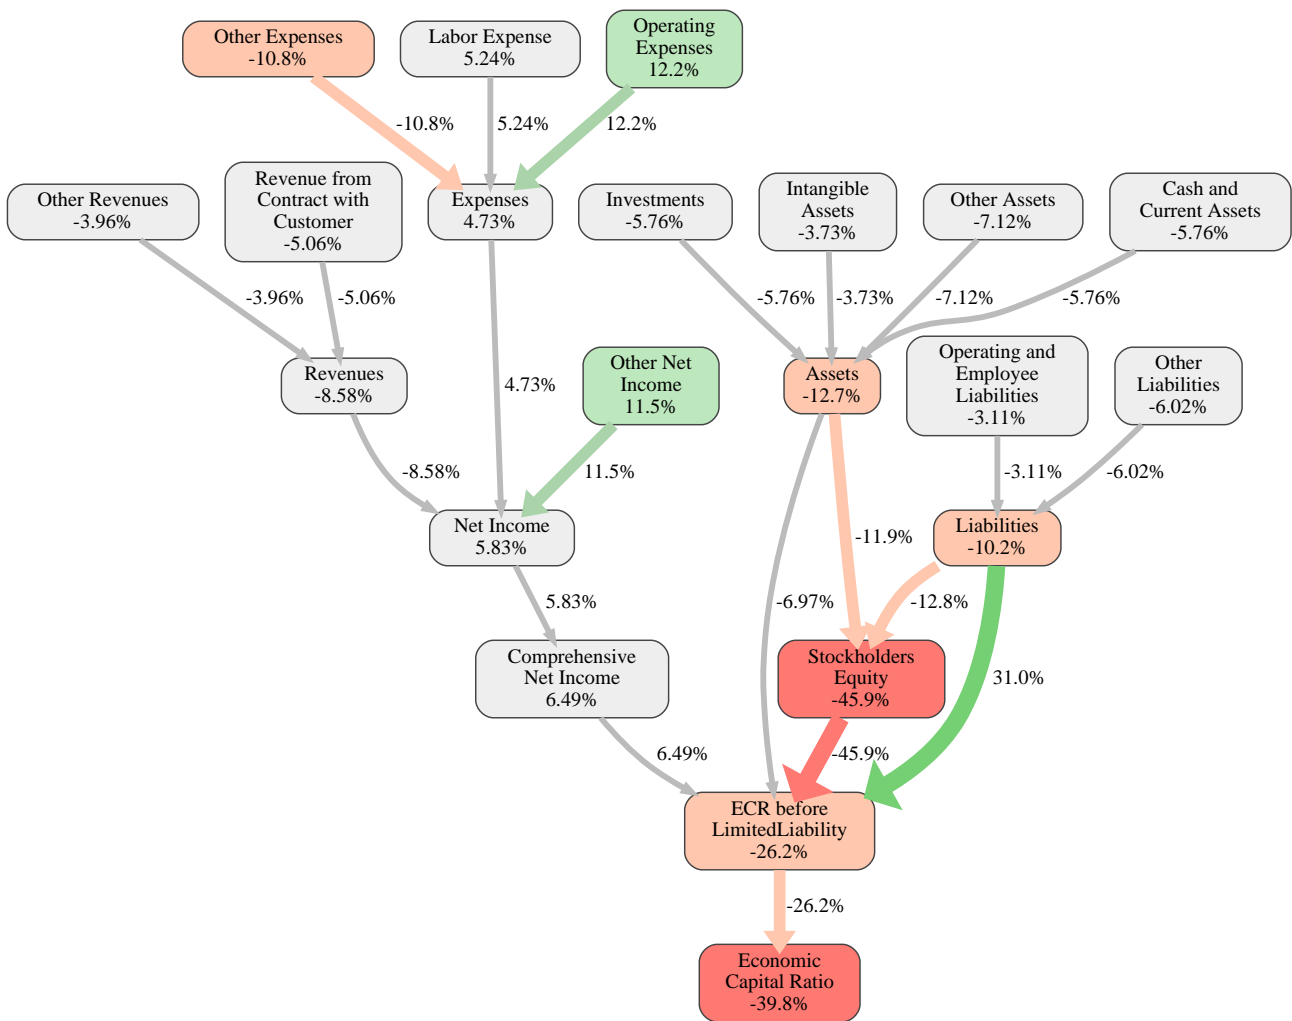 Other Expenses
-10.8%
Labor Expense
5.24%
Operating
Expenses
12.2%
-10.8%
5.24%
12.2%
Other Revenues
-3.96%
Revenue from
Contract with
Customer
-5.06%
Expenses
4.73%
Investments
-5.76%
Intangible
Assets
-3.73%
Other Assets
-7.12%
Cash and
Current Assets
-5.76%
-3.96%
-5.06%
-5.76%
-3.73%
-7.12%
-5.76%
Revenues
-8.58%
4.73%
Other Net
Income
11.5%
Assets
-12.7%
Operating and
Employee
Liabilities
-3.11%
Other
Liabilities
-6.02%
-8.58%
11.5%
-3.11%
-6.02%
Net Income
5.83%
-11.9%
Liabilities
-10.2%
5.83%
-6.97%
-12.8%
Comprehensive
Net Income
6.49%
Stockholders
Equity
-45.9%
31.0%
6.49%
-45.9%
ECR before
LimitedLiability
-26.2%
-26.2%
Economic
Capital Ratio
-39.8%